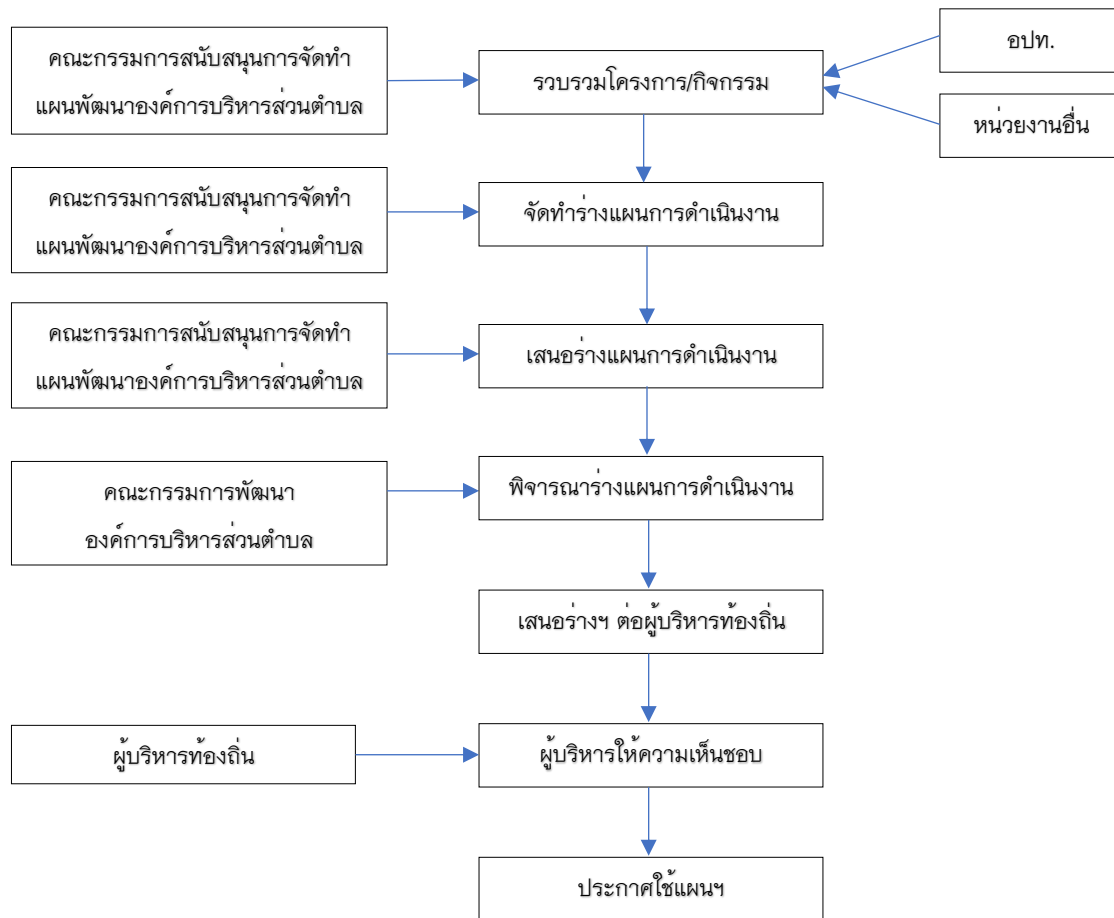 คณะกรรมการสนับสนุนการจัดทำ
แผนพัฒนาองค์การบริหารส่วนตำบล
รวบรวมโครงการ/กิจกรรม
อปท.
หน่วยงานอื่น
คณะกรรมการสนับสนุนการจัดทำ
แผนพัฒนาองค์การบริหารส่วนตำบล
จัดทำร่างแผนการดำเนินงาน
คณะกรรมการสนับสนุนการจัดทำ
แผนพัฒนาองค์การบริหารส่วนตำบล
เสนอร่างแผนการดำเนินงาน
คณะกรรมการพัฒนา
องค์การบริหารส่วนตำบล
พิจารณาร่างแผนการดำเนินงาน
เสนอร่างฯ ต่อผู้บริหารท้องถิ่น
ผู้บริหารท้องถิ่น
ผู้บริหารให้ความเห็นชอบ
ประกาศใช้แผนฯ